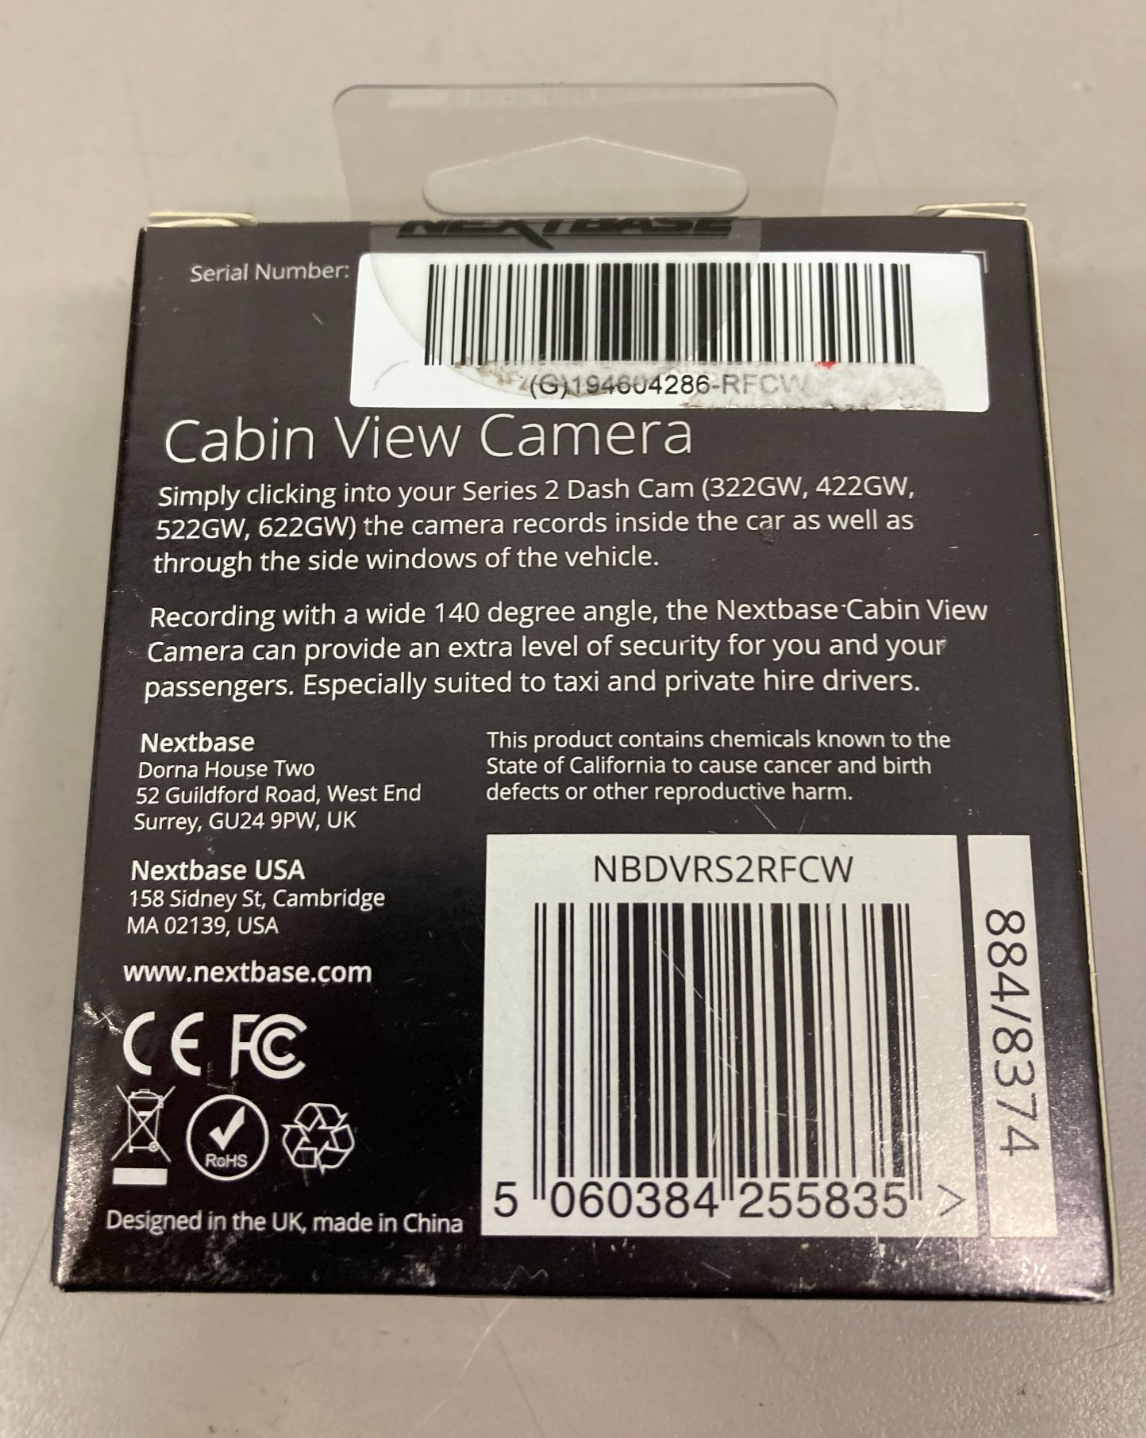 NEXTBASE
Serial Number:
(G)194604286-RFCW
Cabin View Camera
Simply clicking into your Series 2 Dash Cam (322GW, 422GW,
522GW, 622GW) the camera records inside the car as well as
through the side windows of the vehicle.
Recording with a wide 140 degree angle, the Nextbase Cabin View
Camera can provide an extra level of security for you and your
passengers. Especially suited to taxi and private hire drivers.
Nextbase
Dorna House Two
52 Guildford Road, West End
Surrey, GU24 9PW, UK
This product contains chemicals known to the
State of California to cause cancer and birth
defects or other reproductive harm.
Nextbase USA
158 Sidney St, Cambridge
MA 02139, USA
www.nextbase.com
CE FC
RoHS
Designed in the UK, made in China
NBDVRS2RFCW
5 060384 255835 >
884/8374